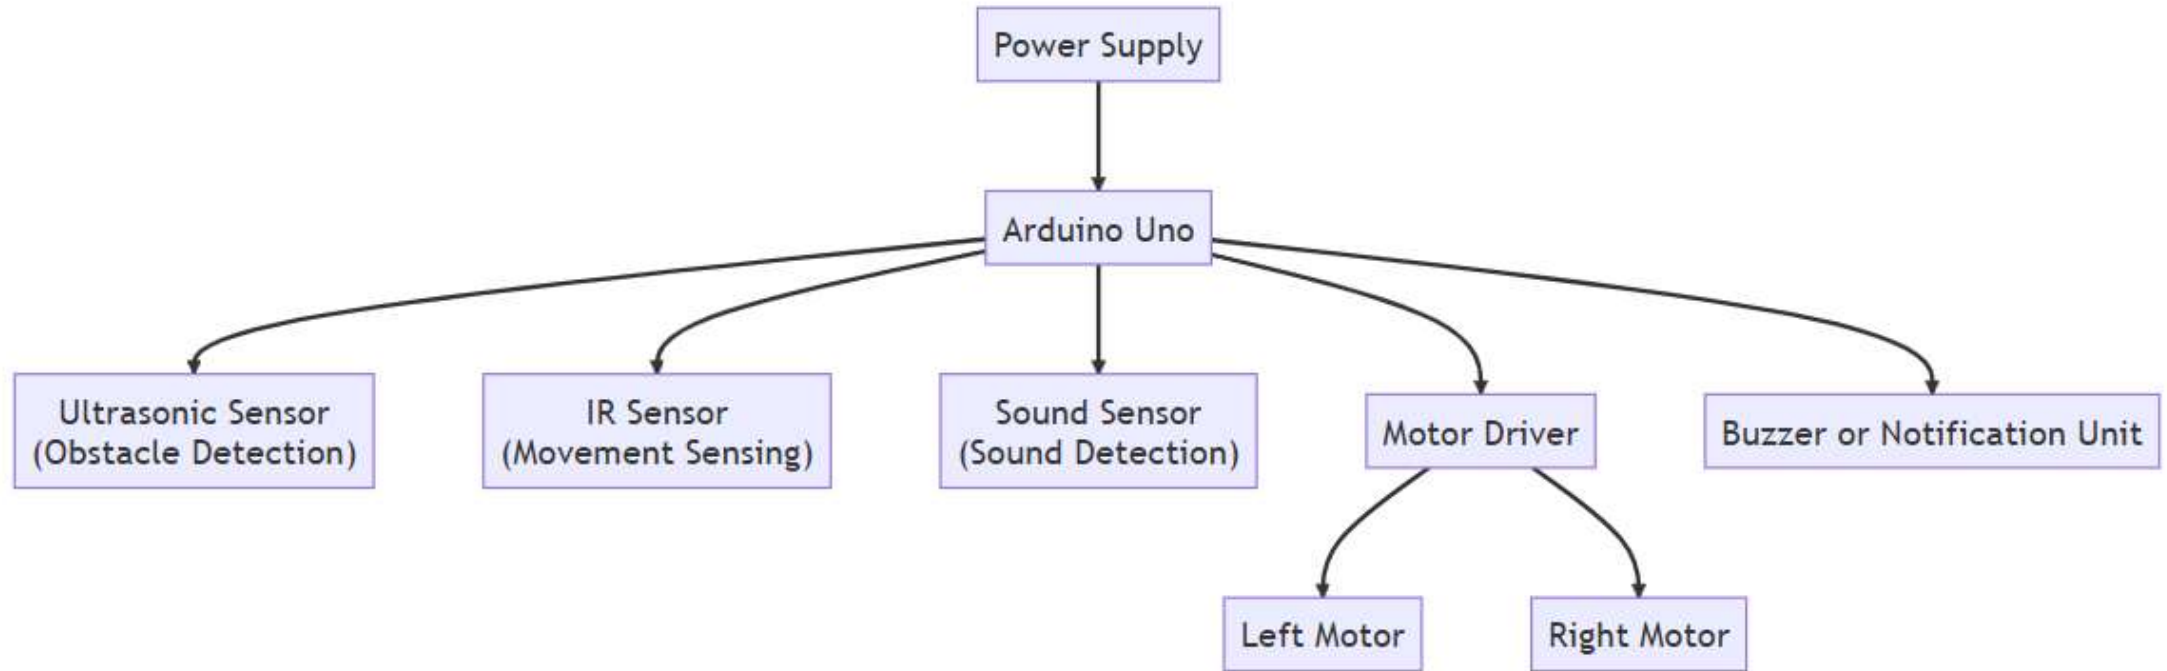 Power Supply
Arduino Uno
Ultrasonic Sensor
(Obstacle Detection)
IR Sensor
(Movement Sensing)
Sound Sensor
(Sound Detection)
Motor Driver
Buzzer or Notification Unit
Left Motor
Right Motor